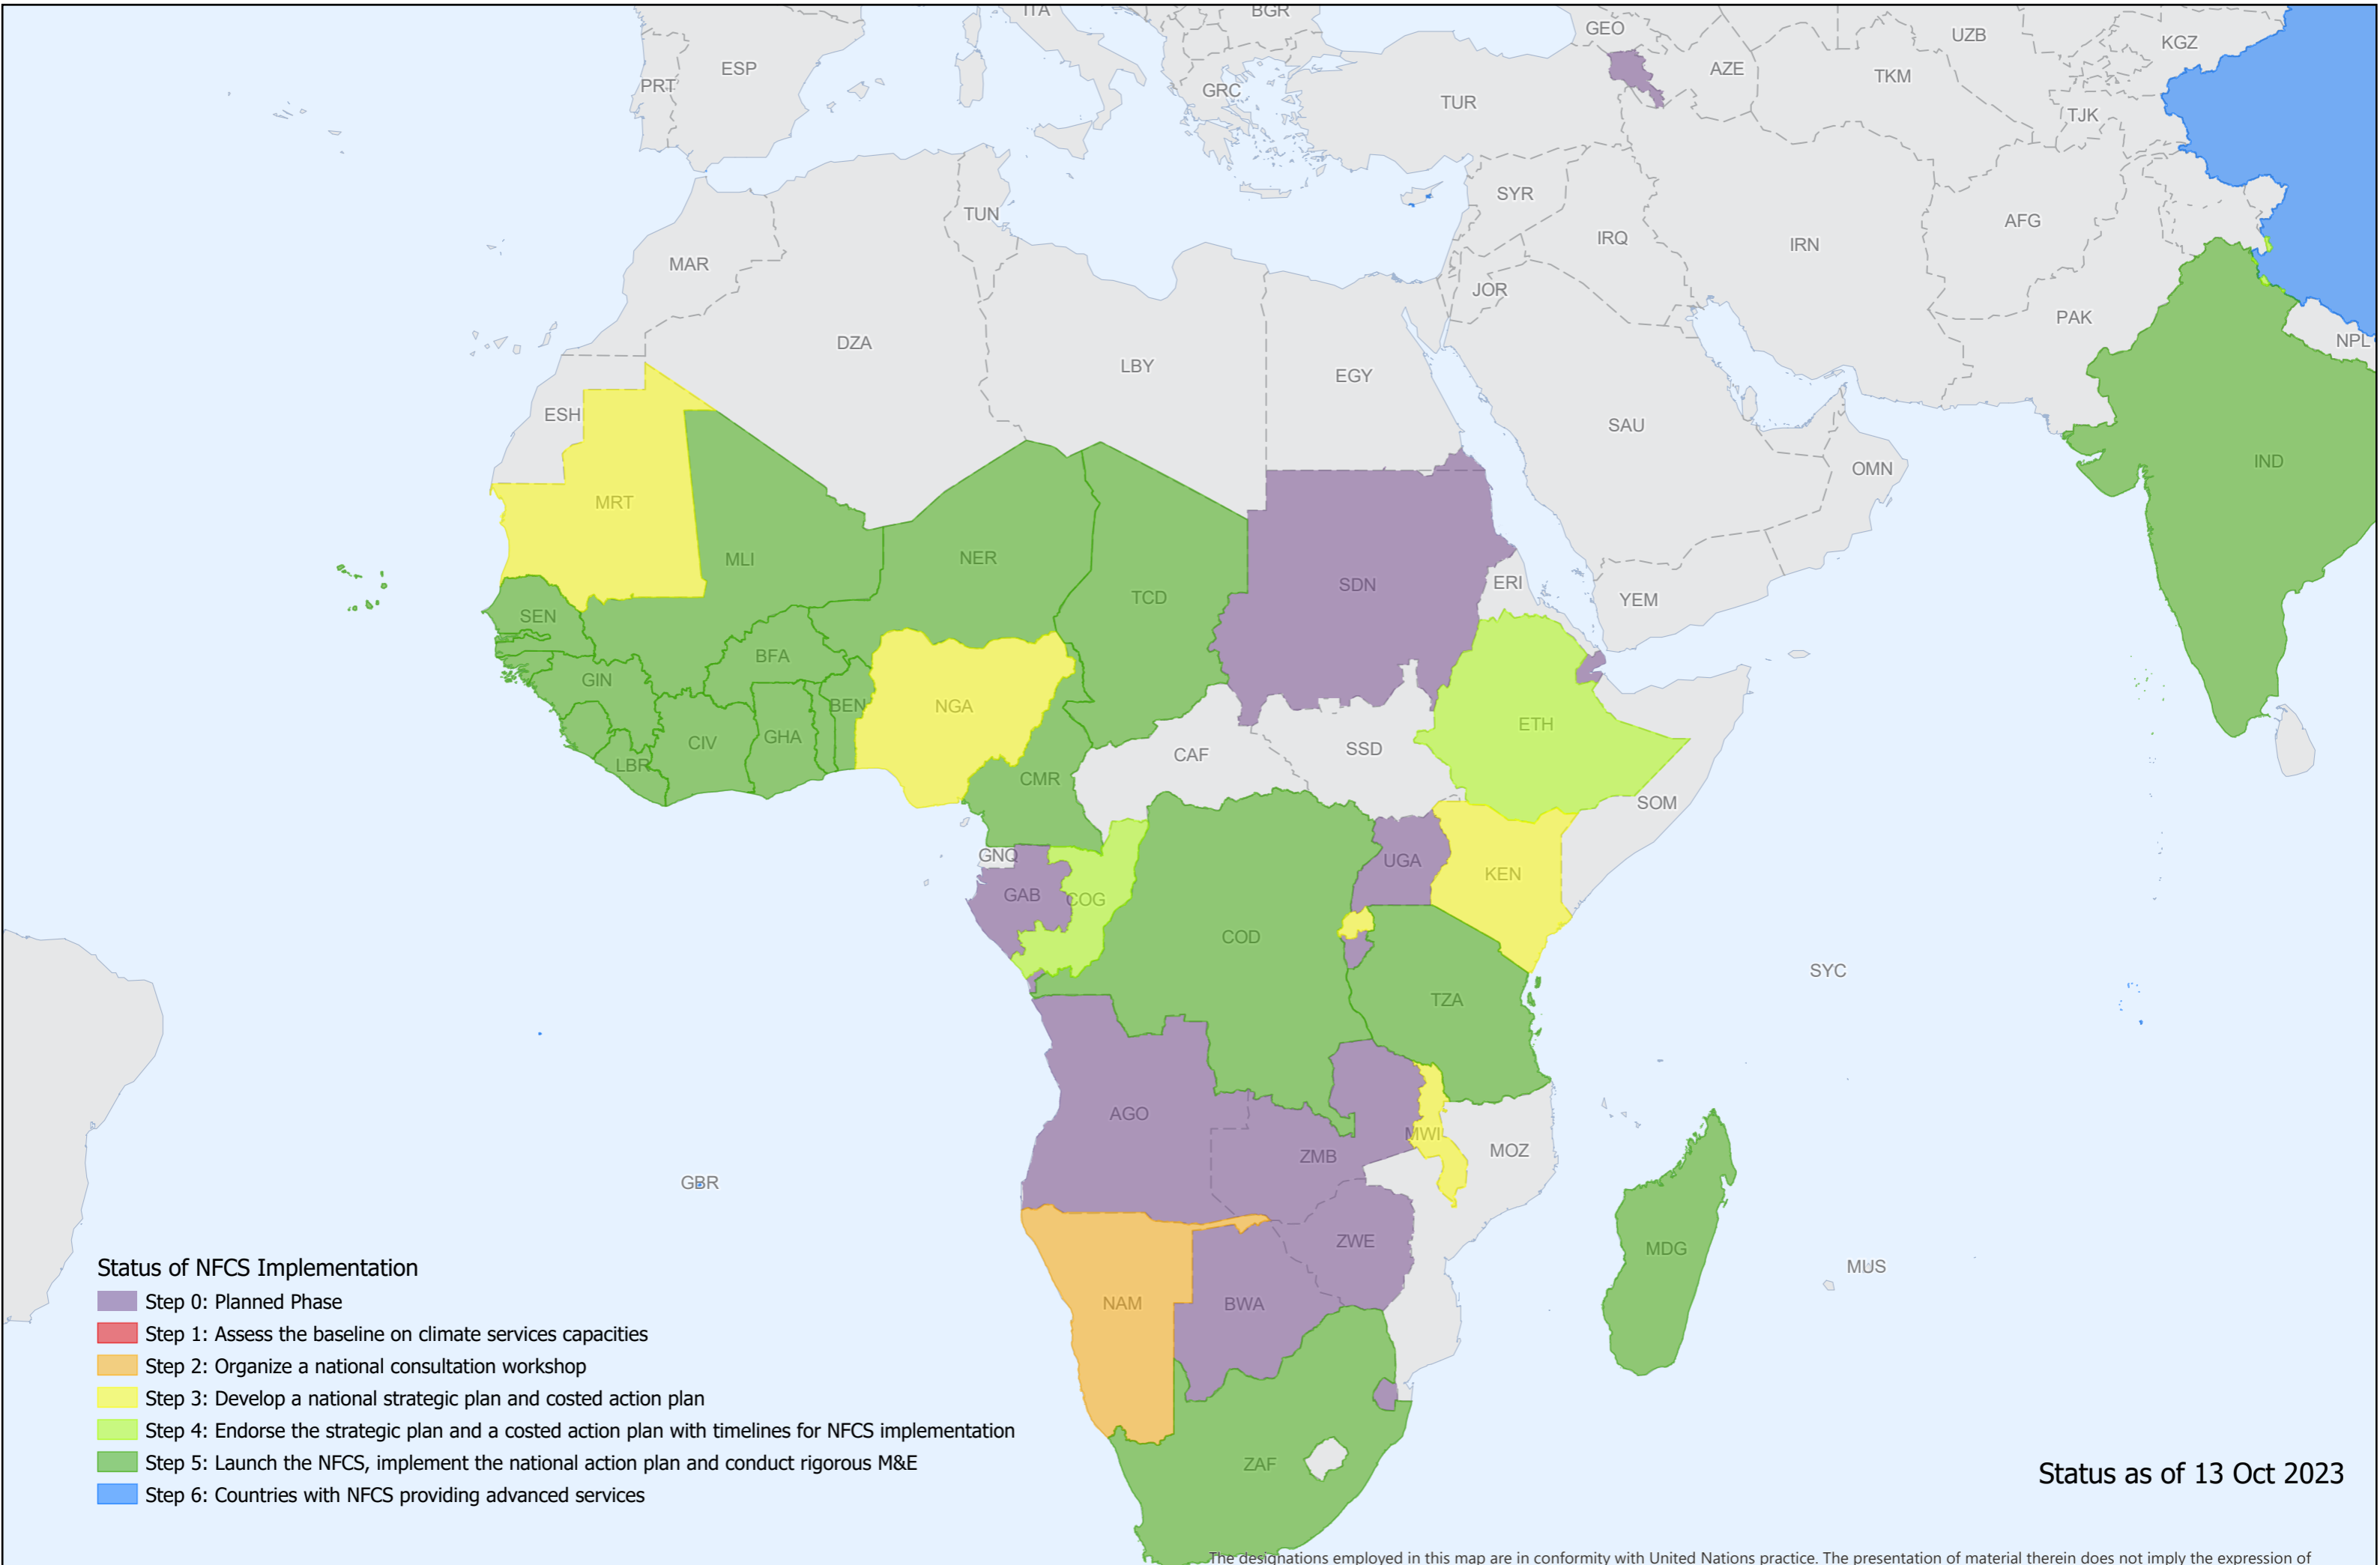 ITA
BGR
GEO
UZB
KGZ
PRT
ESP
GRC
TUR
AZE
TKM
TJK
TUN
SYR
IRQ
IRN
AFG
MAR
JOR
PAK
NPL
DZA
LBY
EGY
ESH
SAU
OMN
IND
MRT
MLI
NER
TCD
SDN
ERI
YEM
SEN
BFA
GIN
BEN
NGA
ETH
LBR
CIV
GHA
CMR
CAF
SSD
SOM
GNQ
GAB
COG
UGA
KEN
COD
SYC
TZA
AGO
MWI
ZMB
MOZ
GBR
ZWE
MDG
MUS
NAM
BWA
ZAF
Status of NFCS Implementation
Step 0: Planned Phase
Step 1: Assess the baseline on climate services capacities
Step 2: Organize a national consultation workshop
Step 3: Develop a national strategic plan and costed action plan
Step 4: Endorse the strategic plan and a costed action plan with timelines for NFCS implementation
Step 5: Launch the NFCS, implement the national action plan and conduct rigorous M&E
Step 6: Countries with NFCS providing advanced services
Status as of 13 Oct 2023
The designations employed in this map are in conformity with United Nations practice. The presentation of material therein does not imply the expression of